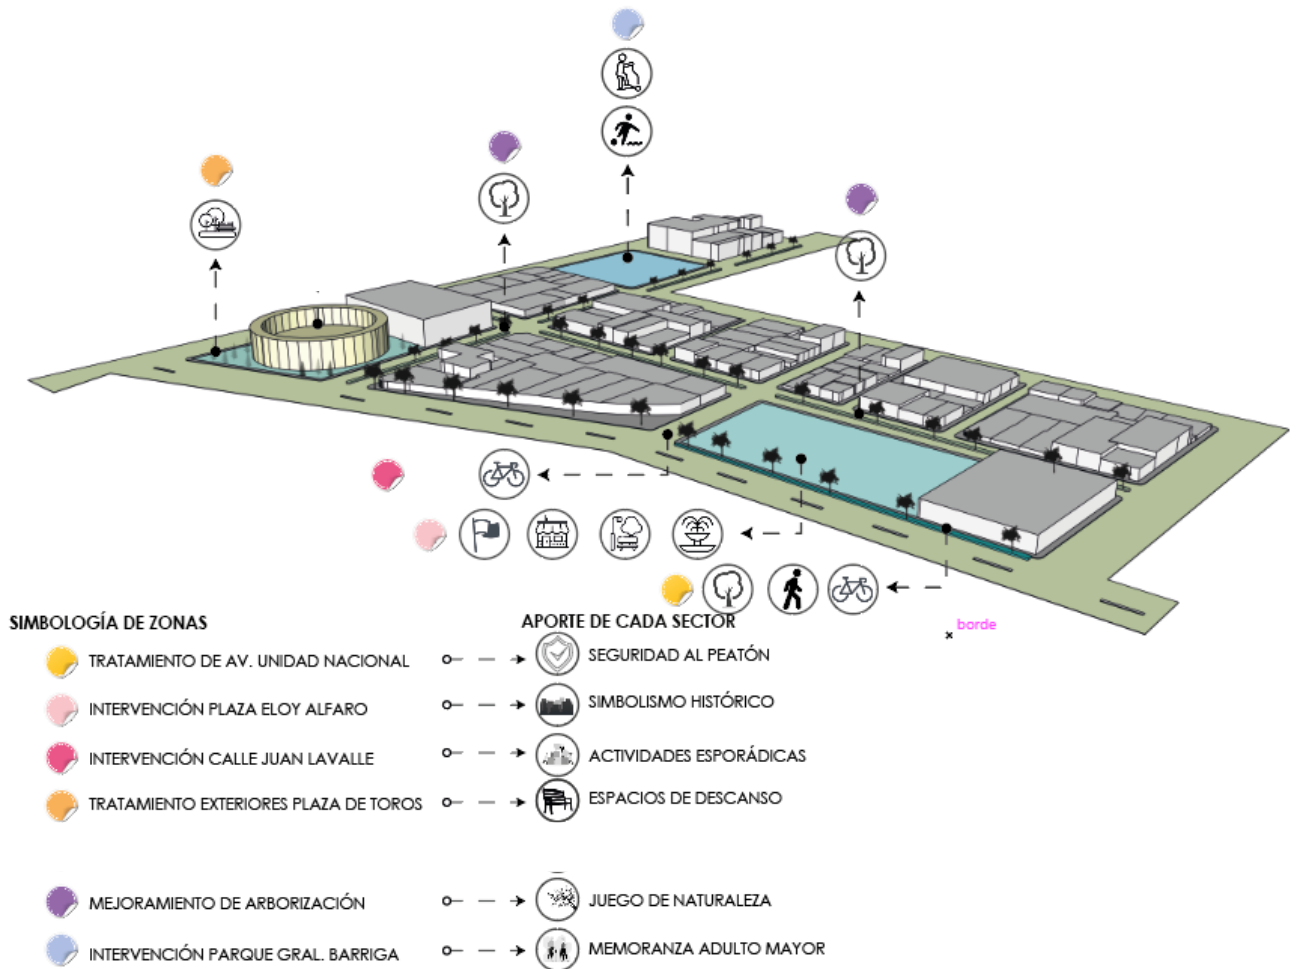 borde
SIMBOLOGÍA DE ZONAS
APORTE DE CADA SECTOR
TRATAMIENTO DE AV. UNIDAD NACIONAL
SEGURIDAD AL PEATÓN
INTERVENCIÓN PLAZA ELOY ALFARO
SIMBOLISMO HISTÓRICO
INTERVENCIÓN CALLE JUAN LAVALLE
ACTIVIDADES ESPORÁDICAS
TRATAMIENTO EXTERIORES PLAZA DE TOROS
ESPACIOS DE DESCANSO
MEJORAMIENTO DE ARBORIZACIÓN
JUEGO DE NATURALEZA
INTERVENCIÓN PARQUE GRAL. BARRIGA
MEMORANZA ADULTO MAYOR